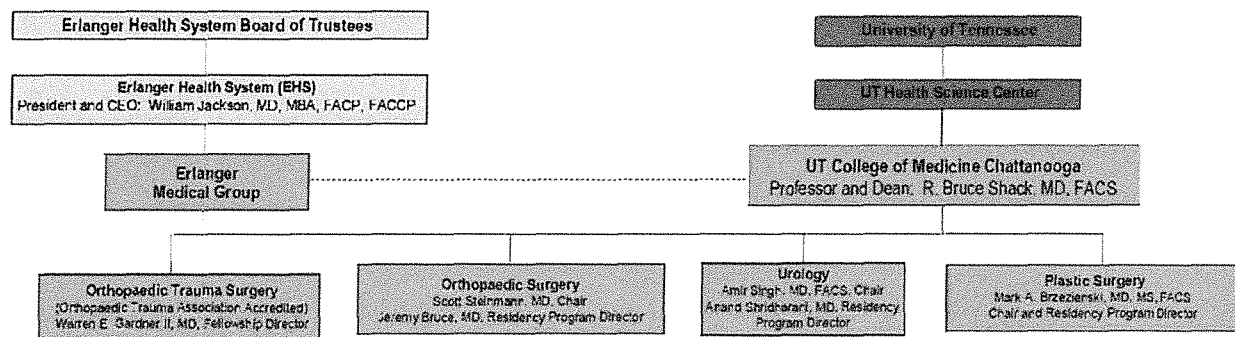 Erlanger Health System Board of Trustees
University of Tennessee
Erlanger Health System (EHS)
President and CEO: William Jackson, MD, MBA, FACP, FACCP
UT Health Science Center
Erlanger
Medical Group
UT College of Medicine Chattanooga
Professor and Dean: R. Bruce Shack, MD, FACS
Orthopaedic Trauma Surgery
(Orthopaedic Trauma Association Accredited)
Warren E. Gardner II, MD, Fellowship Director
Orthopaedic Surgery
Scott Steinmann, MD, Chair
Jeremy Bruce, MD, Residency Program Director
Urology
Amir Singh, MD, FACS, Chair
Anand Shridharani, MD, Residency
Program Director
Plastic Surgery
Mark A. Brzezienski, MD, MS, FACS
Chair and Residency Program Director